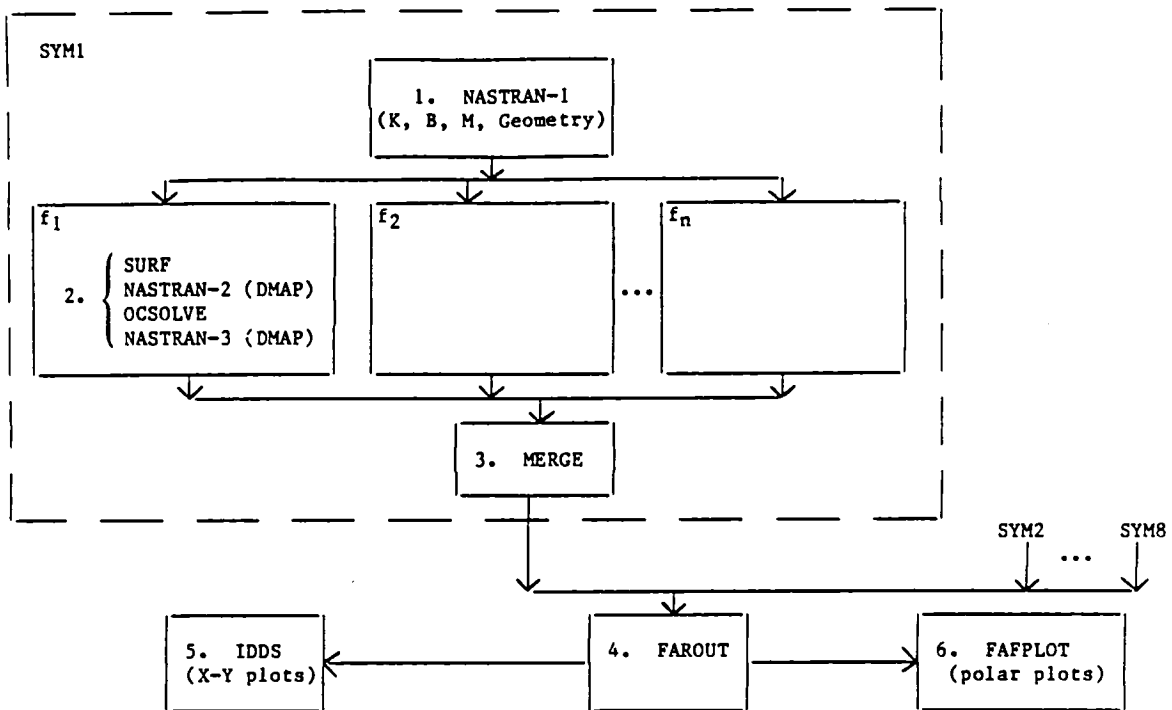 SYM1
1. NASTRAN-1
(K, B, M, Geometry)
f1
f2
...
fn
2.
SURF
NASTRAN-2 (DMAP)
OCSOLVE
NASTRAN-3 (DMAP)
3. MERGE
SYM2 ... SYM8
5. IDDS
(X-Y plots)
4. FAROUT
6. FAFPLOT
(polar plots)